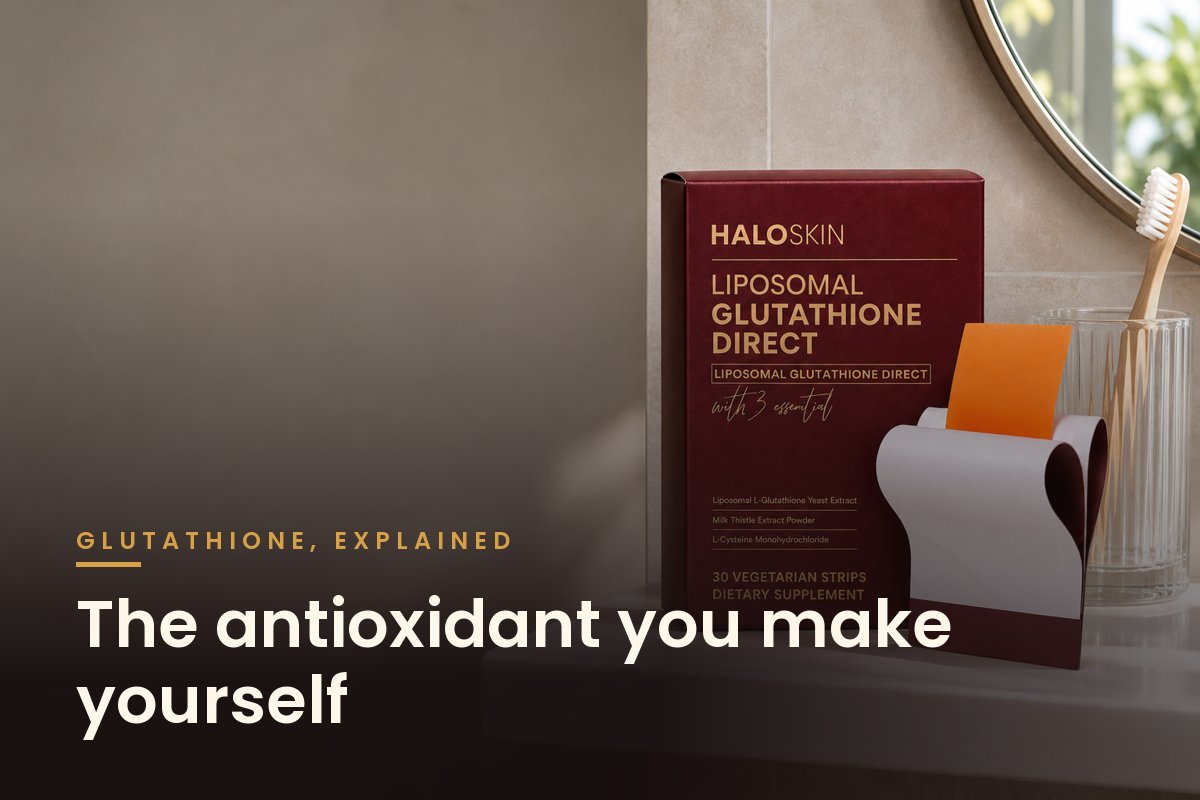 HALOSKIN
LIPOSOMAL
GLUTATHIONE
DIRECT
LIPOSOMAL GLUTATHIONE DIRECT
with 3 essential
Liposomal L-Glutathione Yeast Extract
Milk Thistle Extract Powder
L-Cysteine Monohydrochloride
30 VEGETARIAN STRIPS
DIETARY SUPPLEMENT
GLUTATHIONE, EXPLAINED
The antioxidant you make
yourself